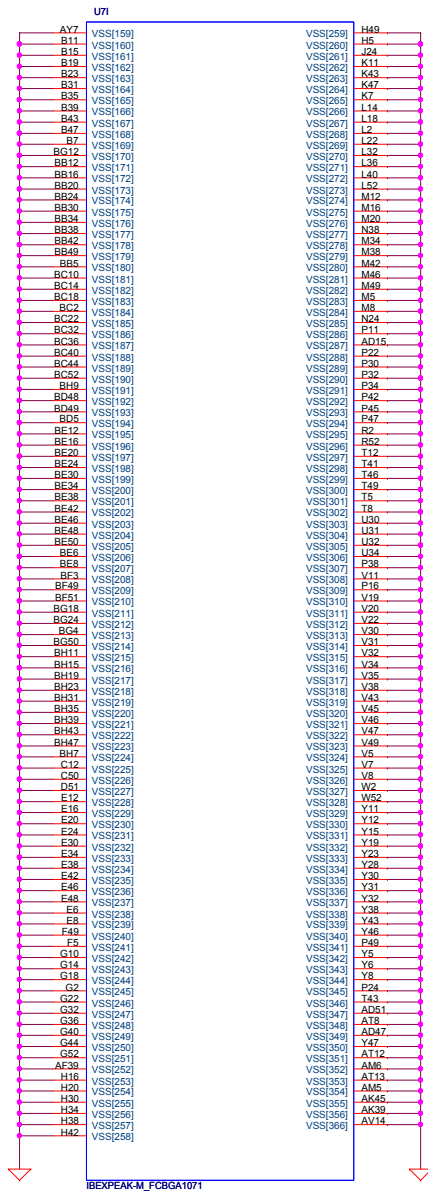 U7I
AY7 VSS[159] VSS[259] H49
B11 VSS[160] VSS[260] H5
B15 VSS[161] VSS[261] J24
B19 VSS[162] VSS[262] K11
B23 VSS[163] VSS[263] K43
B31 VSS[164] VSS[264] K47
B35 VSS[165] VSS[265] K7
B39 VSS[166] VSS[266] L14
B43 VSS[167] VSS[267] L18
B47 VSS[168] VSS[268] L2
B7 VSS[169] VSS[269] L22
BG12 VSS[170] VSS[270] L32
BB12 VSS[171] VSS[271] L36
BB16 VSS[172] VSS[272] L40
BB20 VSS[173] VSS[273] L52
BB24 VSS[174] VSS[274] M12
BB30 VSS[175] VSS[275] M16
BB34 VSS[176] VSS[276] M20
BB38 VSS[177] VSS[277] N38
BB42 VSS[178] VSS[278] M34
BB49 VSS[179] VSS[279] M38
BB5 VSS[180] VSS[280] M42
BC10 VSS[181] VSS[281] M46
BC14 VSS[182] VSS[282] M49
BC18 VSS[183] VSS[283] M5
BC2 VSS[184] VSS[284] M8
BC22 VSS[185] VSS[285] N24
BC32 VSS[186] VSS[286] P11
BC36 VSS[187] VSS[287] AD15
BC40 VSS[188] VSS[288] P22
BC44 VSS[189] VSS[289] P30
BC52 VSS[190] VSS[290] P32
BH9 VSS[191] VSS[291] P34
BD48 VSS[192] VSS[292] P42
BD49 VSS[193] VSS[293] P45
BD5 VSS[194] VSS[294] P47
BE12 VSS[195] VSS[295] R2
BE16 VSS[196] VSS[296] R52
BE20 VSS[197] VSS[297] T12
BE24 VSS[198] VSS[298] T41
BE30 VSS[199] VSS[299] T46
BE34 VSS[200] VSS[300] T49
BE38 VSS[201] VSS[301] T5
BE42 VSS[202] VSS[302] T8
BE46 VSS[203] VSS[303] U30
BE48 VSS[204] VSS[304] U31
BE50 VSS[205] VSS[305] U32
BE6 VSS[206] VSS[306] U34
BE8 VSS[207] VSS[307] P38
BF3 VSS[208] VSS[308] V11
BF49 VSS[209] VSS[309] P16
BF51 VSS[210] VSS[310] V19
BG18 VSS[211] VSS[311] V20
BG24 VSS[212] VSS[312] V22
BG4 VSS[213] VSS[313] V30
BG50 VSS[214] VSS[314] V31
BH11 VSS[215] VSS[315] V32
BH15 VSS[216] VSS[316] V34
BH19 VSS[217] VSS[317] V35
BH23 VSS[218] VSS[318] V38
BH31 VSS[219] VSS[319] V43
BH35 VSS[220] VSS[320] V45
BH39 VSS[221] VSS[321] V46
BH43 VSS[222] VSS[322] V47
BH47 VSS[223] VSS[323] V49
BH7 VSS[224] VSS[324] V5
C12 VSS[225] VSS[325] V7
C50 VSS[226] VSS[326] V8
D51 VSS[227] VSS[327] W2
E12 VSS[228] VSS[328] W52
E16 VSS[229] VSS[329] Y11
E20 VSS[230] VSS[330] Y12
E24 VSS[231] VSS[331] Y15
E30 VSS[232] VSS[332] Y19
E34 VSS[233] VSS[333] Y23
E38 VSS[234] VSS[334] Y28
E42 VSS[235] VSS[335] Y30
E46 VSS[236] VSS[336] Y31
E48 VSS[237] VSS[337] Y32
E6 VSS[238] VSS[338] Y38
E8 VSS[239] VSS[339] Y43
F49 VSS[240] VSS[340] Y46
F5 VSS[241] VSS[341] P49
G10 VSS[242] VSS[342] Y5
G14 VSS[243] VSS[343] Y6
G18 VSS[244] VSS[344] Y8
G2 VSS[245] VSS[345] P24
G22 VSS[246] VSS[346] T43
G32 VSS[247] VSS[347] AD51
G36 VSS[248] VSS[348] AT8
G40 VSS[249] VSS[349] AD47
G44 VSS[250] VSS[350] Y47
G52 VSS[251] VSS[351] AT12
AF39 VSS[252] VSS[352] AM6
H16 VSS[253] VSS[353] AT13
H20 VSS[254] VSS[354] AM5
H30 VSS[255] VSS[355] AK45
H34 VSS[256] VSS[356] AK39
H38 VSS[257] VSS[366] AV14
H42 VSS[258]
IBEXPEAK-M_FCBGA1071